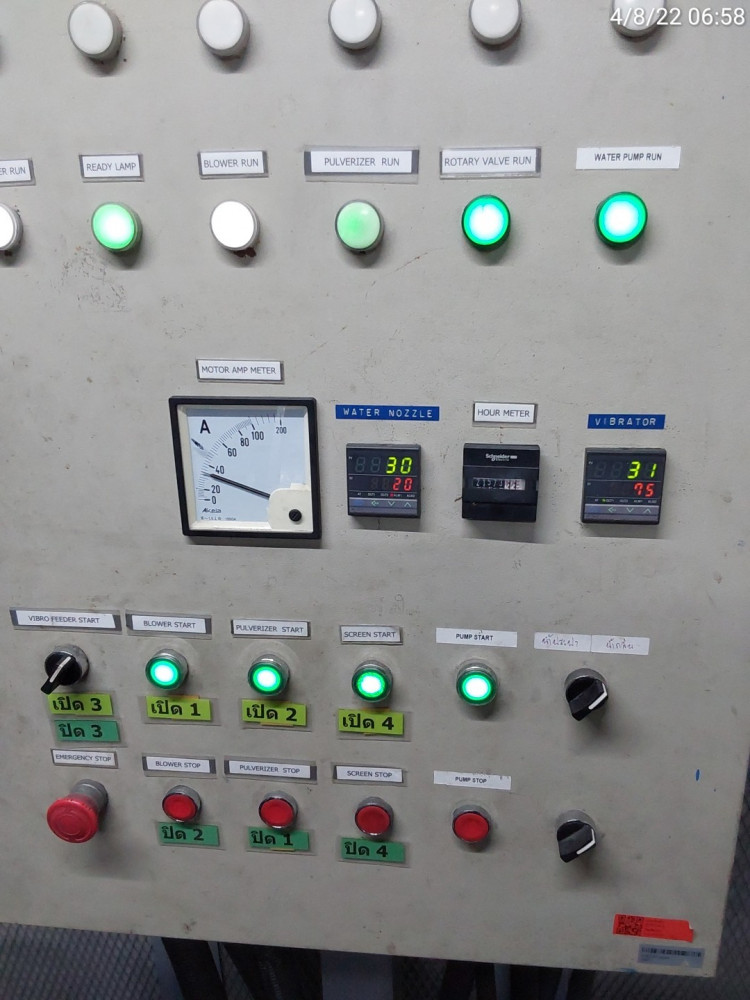 4/8/22 06:58
ER RUN
READY LAMP
BLOWER RUN
PULVERIZER RUN
ROTARY VALVE RUN
WATER PUMP RUN
MOTOR AMP METER
WATER NOZZLE
HOUR METER
VIBRATOR
A
200
100
80
60
40
20
0
30
20
Schneider
31
75
VIBRO FEEDER START
BLOWER START
PULVERIZER START
SCREEN START
PUMP START
เปิด 3
เปิด 1
เปิด 2
เปิด 4
ปิด 3
EMERGENCY STOP
BLOWER STOP
PULVERIZER STOP
SCREEN STOP
PUMP STOP
ปิด 2
ปิด 1
ปิด 4